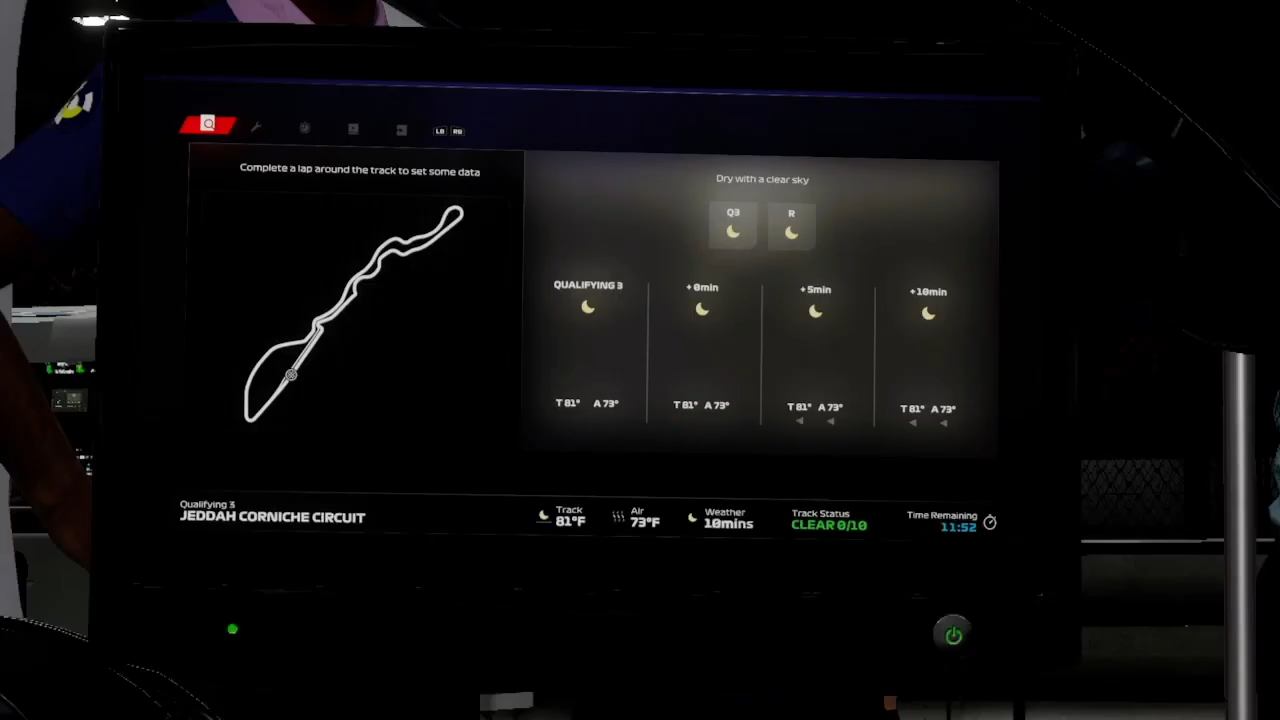 LB RB
Complete a lap around the track to set some data
Dry with a clear sky
Q3 R
QUALIFYING 3 +0min +5min +10min
T 81° A 73° T 81° A 73° T 81° A 73° T 81° A 73°
Qualifying 3
JEDDAH CORNICHE CIRCUIT
Track
81°F
Air
73°F
Weather
10mins
Track Status
CLEAR 0/10
Time Remaining
11:52